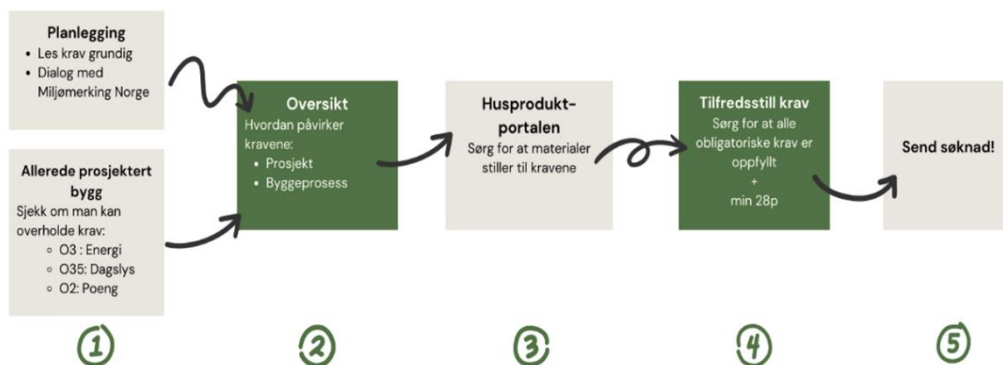 Planlegging
• Les krav grundig
• Dialog med
Miljømerking Norge
Allerede prosjektert
bygg
Sjekk om man kan
overholde krav:
◦ O3 : Energi
◦ O35: Dagslys
◦ O2: Poeng
Oversikt
Hvordan påvirker
kravene:
• Prosjekt
• Byggeprosess
Husprodukt-
portalen
Sørg for at materialer
stiller til kravene
Tilfredsstill krav
Sørg for at alle
obligatoriske krav er
oppfylt
+
min 28p
Send søknad!
1
2
3
4
5